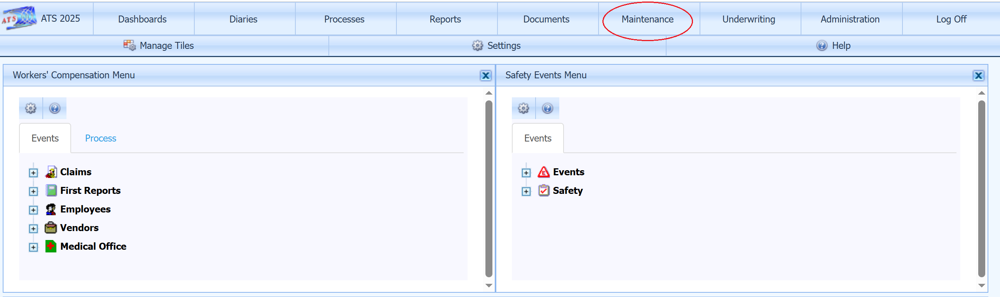 ATS ATS 2025 Dashboards Diaries Processes Reports Documents Maintenance Underwriting Administration Log Off
Manage Tiles Settings Help
Workers' Compensation Menu
Events Process
Claims
First Reports
Employees
Vendors
Medical Office
Safety Events Menu
Events
E Events
Safety